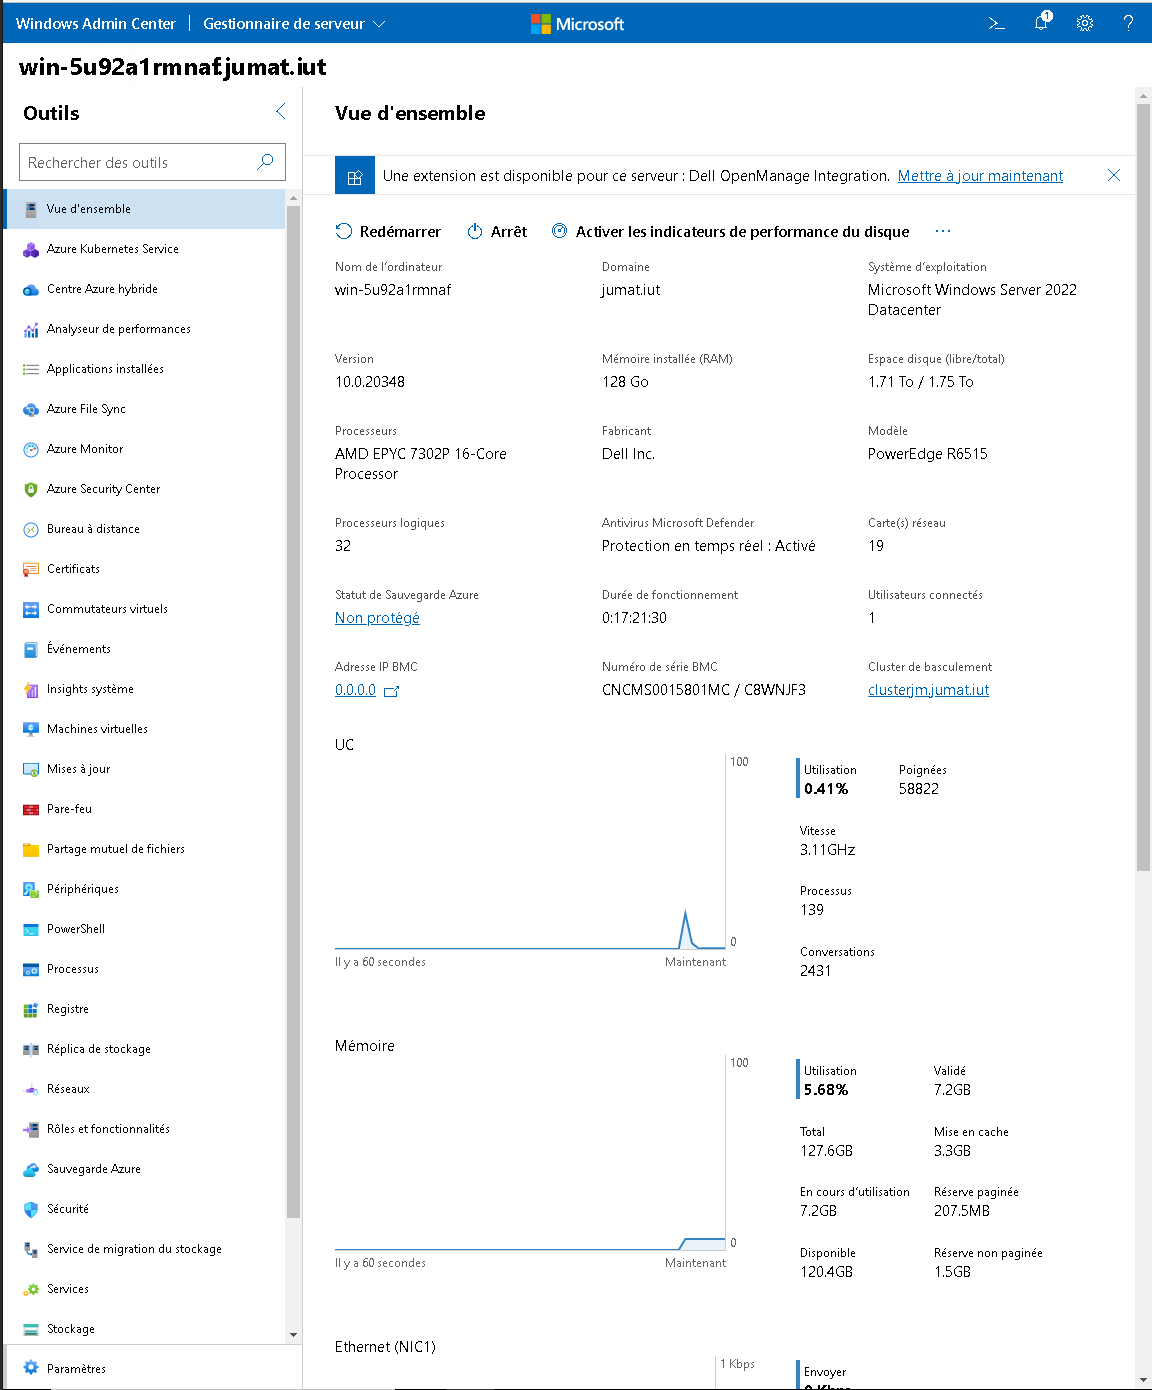 Windows Admin Center
Gestionnaire de serveur
Microsoft
1
win-5u92a1rmnaf.jumat.iut
Outils
Rechercher des outils
Vue d'ensemble
Azure Kubernetes Service
Centre Azure hybride
Analyseur de performances
Applications installées
Azure File Sync
Azure Monitor
Azure Security Center
Bureau à distance
Certificats
Commutateurs virtuels
Événements
Insights système
Machines virtuelles
Mises à jour
Pare-feu
Partage mutuel de fichiers
Périphériques
PowerShell
Processus
Registre
Réplica de stockage
Réseaux
Rôles et fonctionnalités
Sauvegarde Azure
Sécurité
Service de migration du stockage
Services
Stockage
Paramètres
Vue d'ensemble
Une extension est disponible pour ce serveur : Dell OpenManage Integration. Mettre à jour maintenant
Redémarrer
Arrêt
Activer les indicateurs de performance du disque
...
Nom de l'ordinateur
win-5u92a1rmnaf
Domaine
jumat.iut
Système d'exploitation
Microsoft Windows Server 2022
Datacenter
Version
10.0.20348
Mémoire installée (RAM)
128 Go
Espace disque (libre/total)
1.71 To / 1.75 To
Processeurs
AMD EPYC 7302P 16-Core
Processor
Fabricant
Dell Inc.
Modèle
PowerEdge R6515
Processeurs logiques
32
Antivirus Microsoft Defender
Protection en temps réel : Activé
Carte(s) réseau
19
Statut de Sauvegarde Azure
Non protégé
Durée de fonctionnement
0:17:21:30
Utilisateurs connectés
1
Adresse IP BMC
0.0.0.0
Numéro de série BMC
CNCMS0015801MC / C8WNJF3
Cluster de basculement
clusterjm.jumat.iut
UC
100
0
Il y a 60 secondes
Maintenant
Utilisation
0.41%
Poignées
58822
Vitesse
3.11GHz
Processus
139
Conversations
2431
Mémoire
100
0
Il y a 60 secondes
Maintenant
Utilisation
5.68%
Validé
7.2GB
Total
127.6GB
Mise en cache
3.3GB
En cours d'utilisation
7.2GB
Réserve paginée
207.5MB
Disponible
120.4GB
Réserve non paginée
1.5GB
Ethernet (NIC1)
1 Kbps
Envoyer
0 Kbps